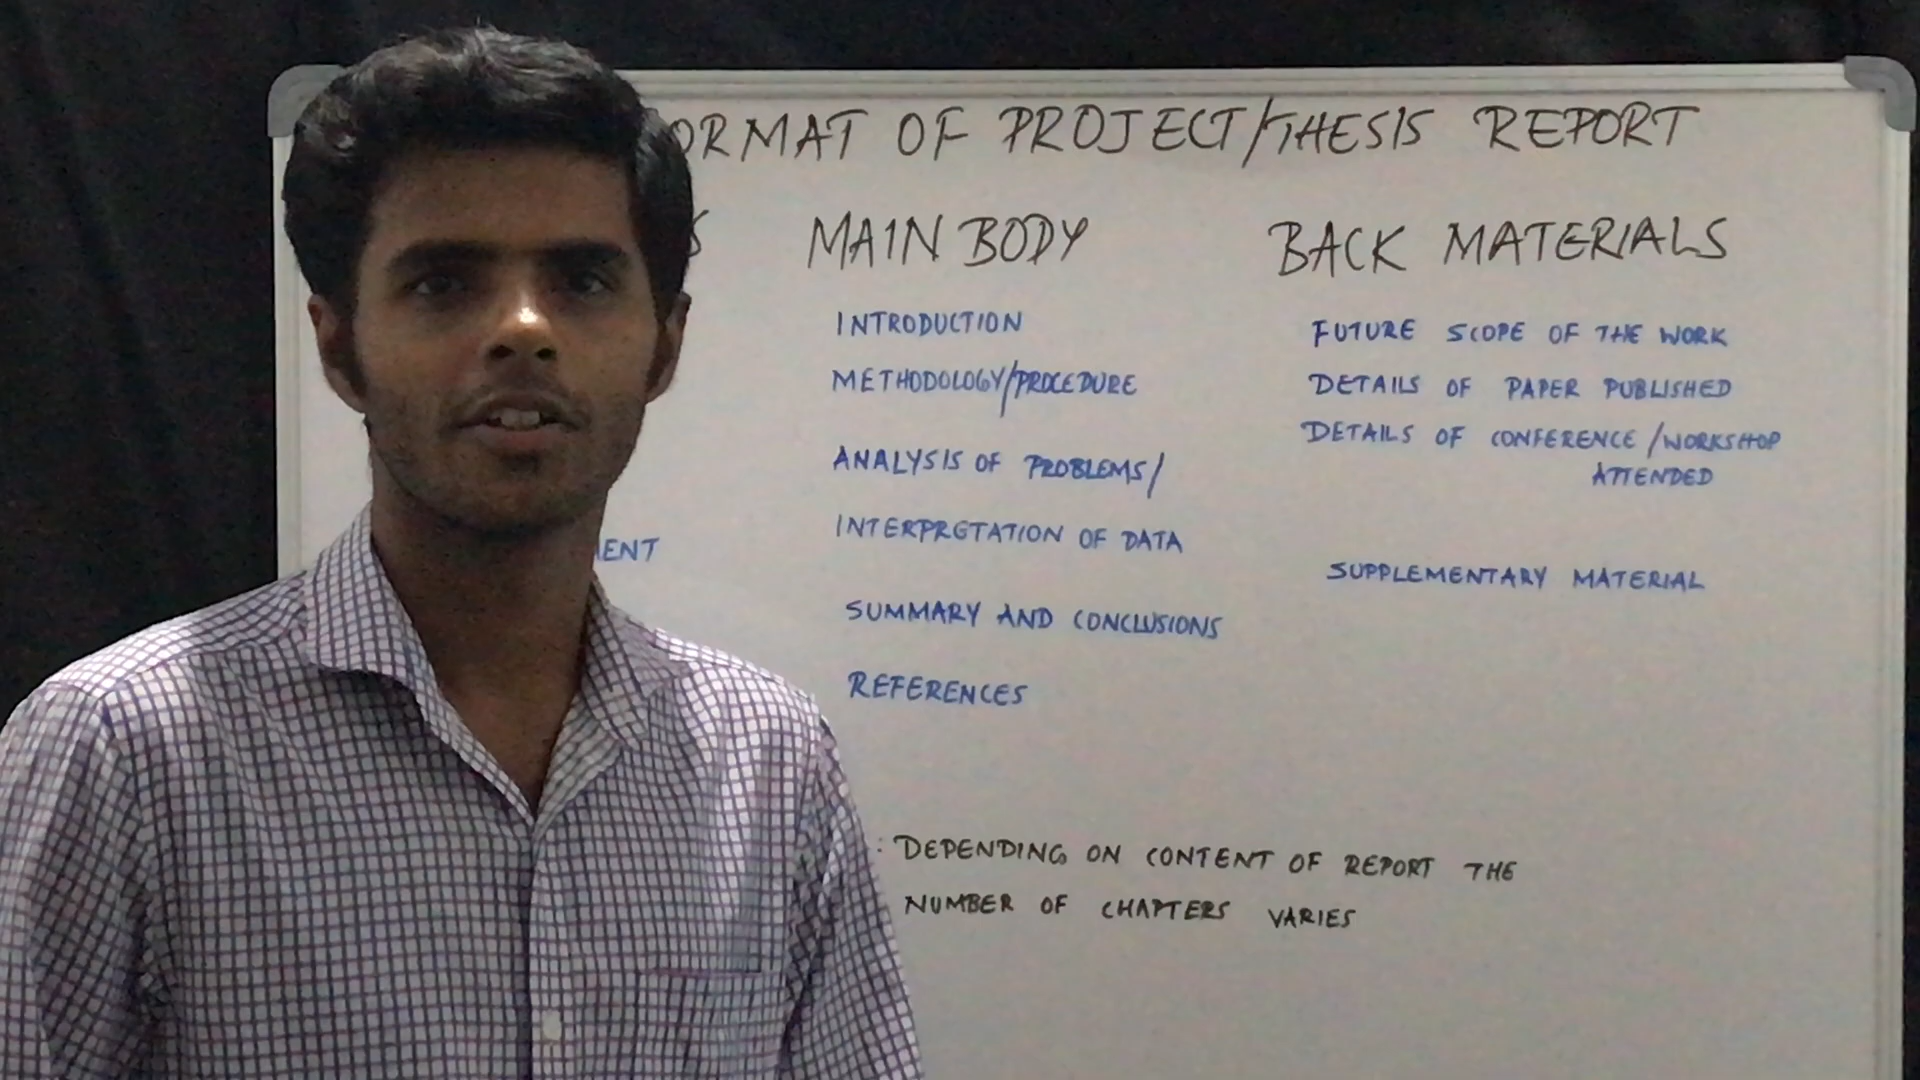 ORMAT OF PROJECT/THESIS REPORT
S
MAIN BODY
INTRODUCTION
METHODOLOGY/PROCEDURE
ANALYSIS OF PROBLEMS/
INTERPRETATION OF DATA
SUMMARY AND CONCLUSIONS
REFERENCES
BACK MATERIALS
FUTURE SCOPE OF THE WORK
DETAILS OF PAPER PUBLISHED
DETAILS OF CONFERENCE/WORKSHOP
ATTENDED
SUPPLEMENTARY MATERIAL
ENT
: DEPENDING ON CONTENT OF REPORT THE
NUMBER OF CHAPTERS VARIES